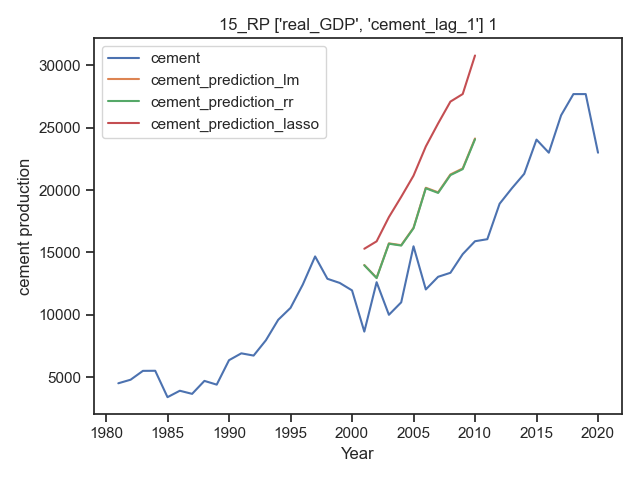 15_RP ['real_GDP', 'cement_lag_1'] 1
cement
cement_prediction_lm
cement_prediction_rr
cement_prediction_lasso
cement production
30000
25000
20000
15000
10000
5000
1980 1985 1990 1995 2000 2005 2010 2015 2020
Year